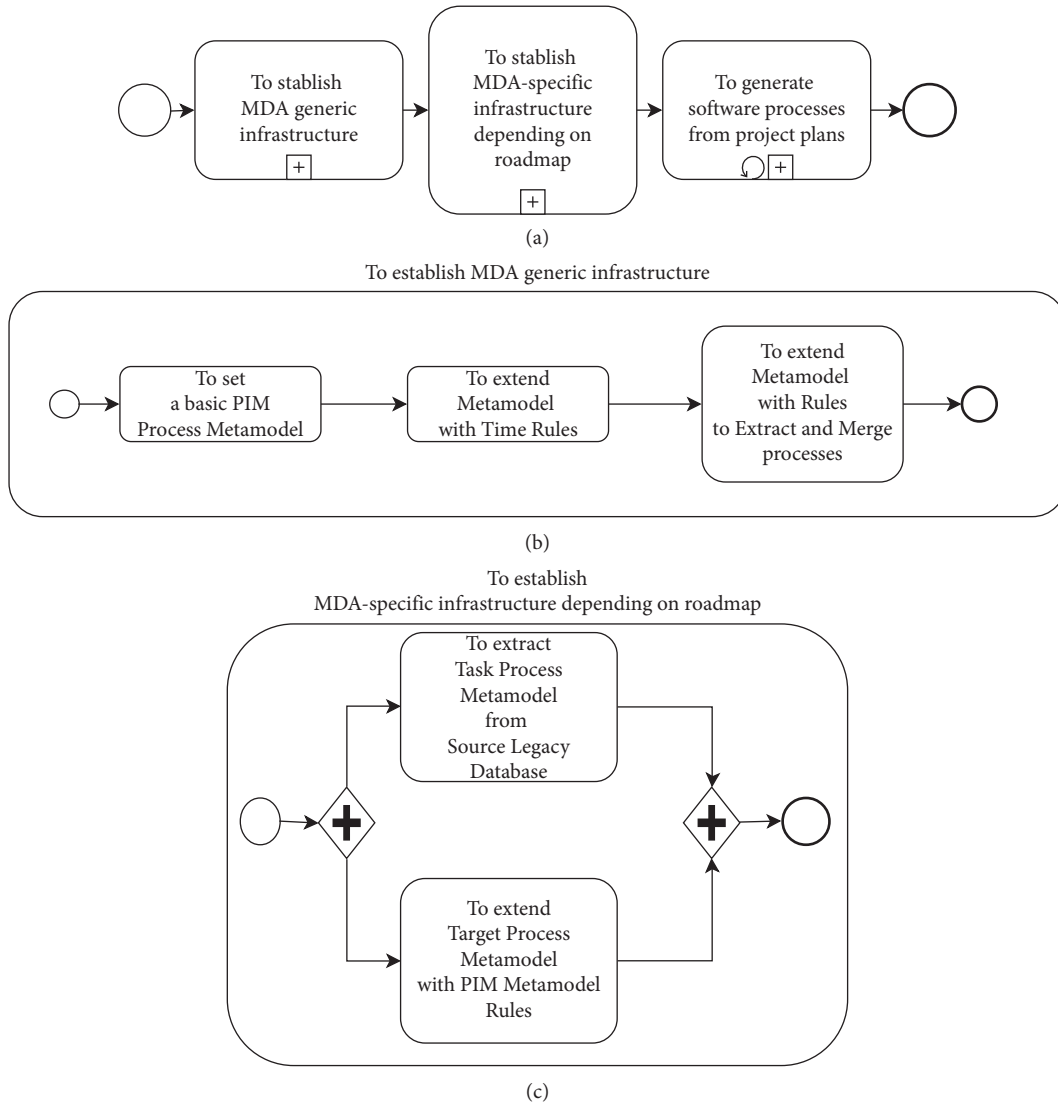 To stablish
MDA generic
infrastructure
To stablish
MDA-specific
infrastructure
depending on
roadmap
To generate
software processes
from project plans
(a)
To establish MDA generic infrastructure
To set
a basic PIM
Process Metamodel
To extend
Metamodel
with Time Rules
To extend
Metamodel
with Rules
to Extract and Merge
processes
(b)
To establish
MDA-specific infrastructure depending on roadmap
To extract
Task Process
Metamodel
from
Source Legacy
Database
To extend
Target Process
Metamodel
with PIM Metamodel
Rules
(c)